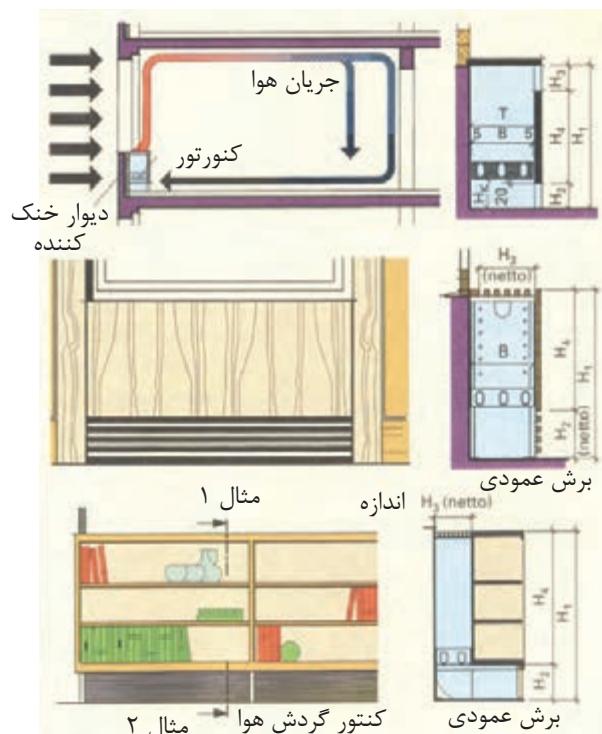 جریان هوا
کنورتور
دیوار خنک
کننده
H₃
T
5 B 5
H₄
H₁
H₂
20
H₃
(netto)
B
H₄
H₁
H₂
(netto)
برش عمودی
مثال ۱
اندازه
H₃ (netto)
H₄
H₁
H₂
کنتور گردش هوا
مثال ۲
برش عمودی